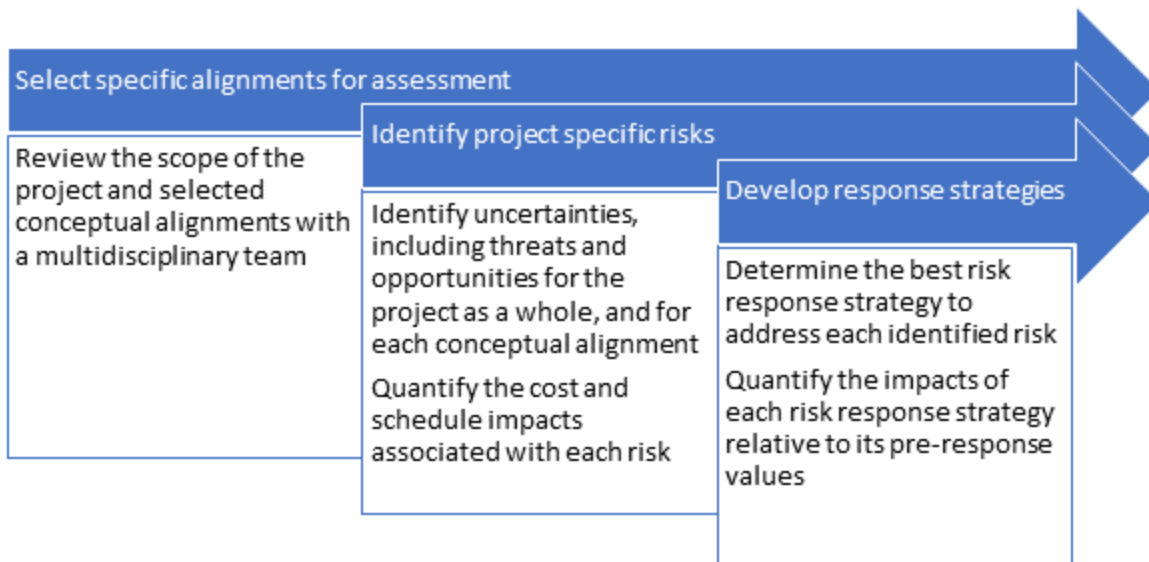 Select specific alignments for assessment
Review the scope of the
project and selected
conceptual alignments with
a multidisciplinary team
Identify project specific risks
Identify uncertainties,
including threats and
opportunities for the
project as a whole, and for
each conceptual alignment
Quantify the cost and
schedule impacts
associated with each risk
Develop response strategies
Determine the best risk
response strategy to
address each identified risk
Quantify the impacts of
each risk response strategy
relative to its pre-response
values